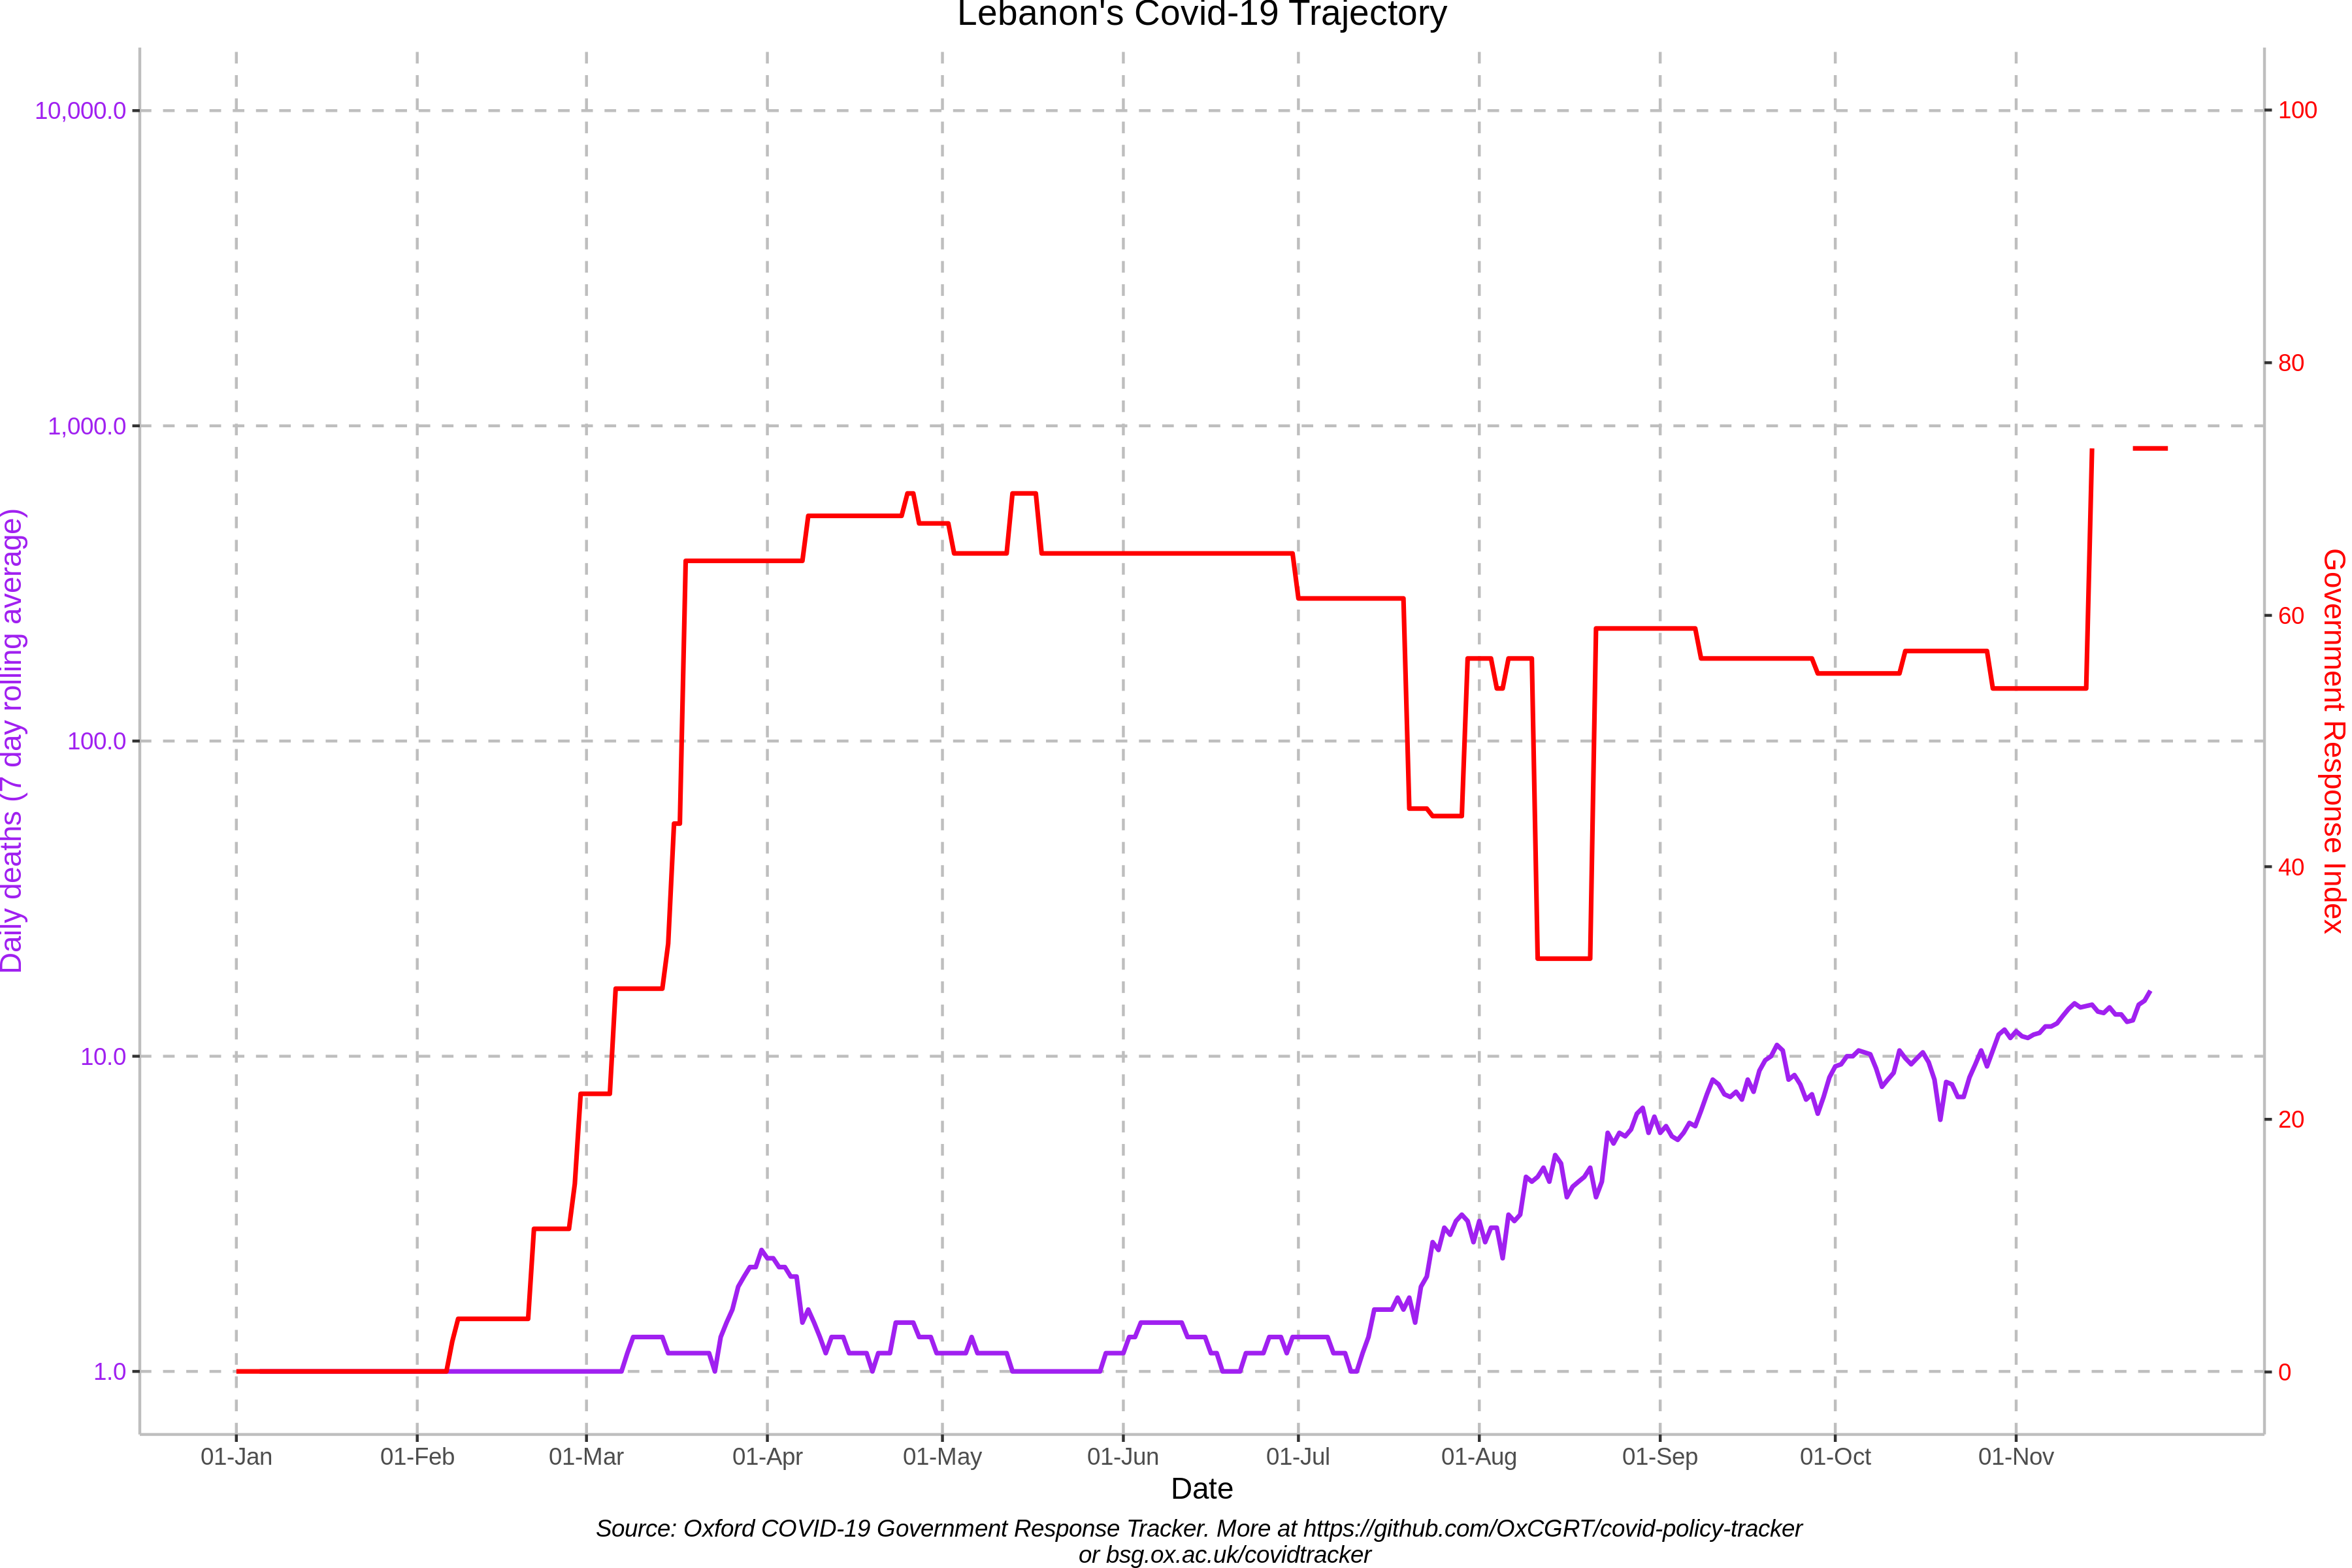 Lebanon's Covid-19 Trajectory
10,000.0
1,000.0
100.0
10.0
1.0
Daily deaths (7 day rolling average)
100
80
60
40
20
0
Government Response Index
01-Jan
01-Feb
01-Mar
01-Apr
01-May
01-Jun
01-Jul
01-Aug
01-Sep
01-Oct
01-Nov
Date
Source: Oxford COVID-19 Government Response Tracker. More at https://github.com/OxCGRT/covid-policy-tracker
or bsg.ox.ac.uk/covidtracker